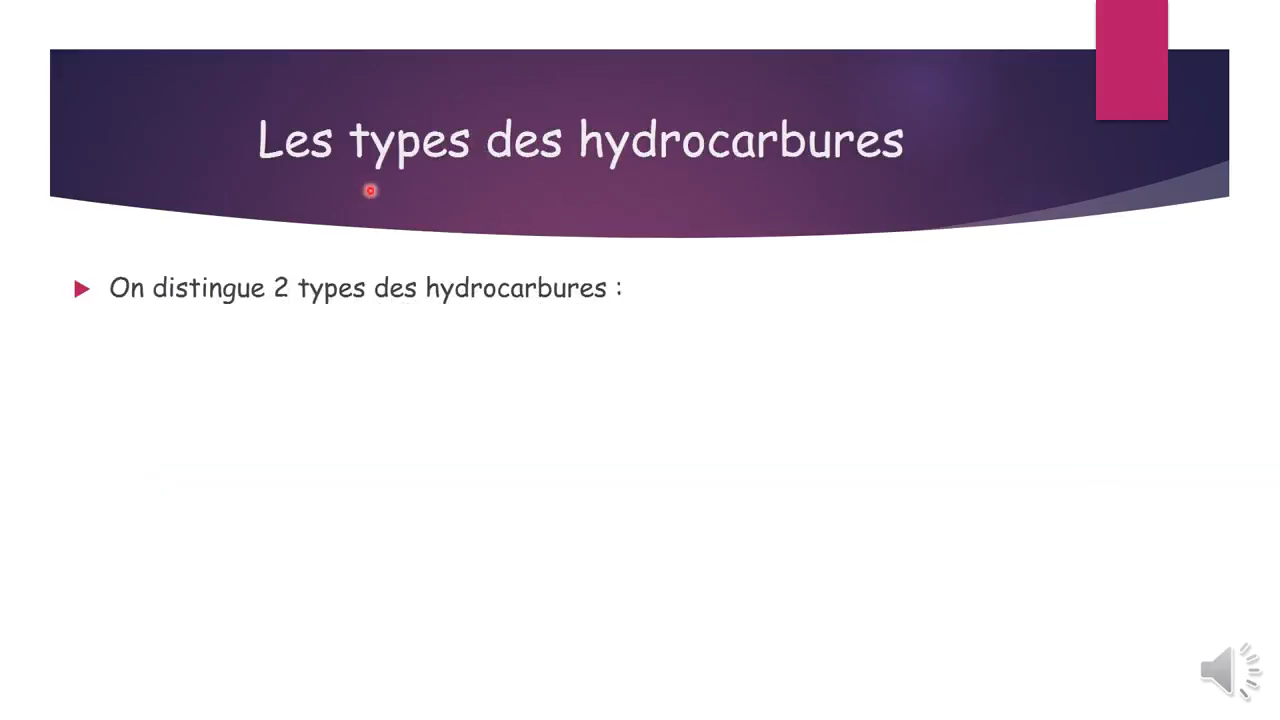 Les types des hydrocarbures
On distingue 2 types des hydrocarbures :